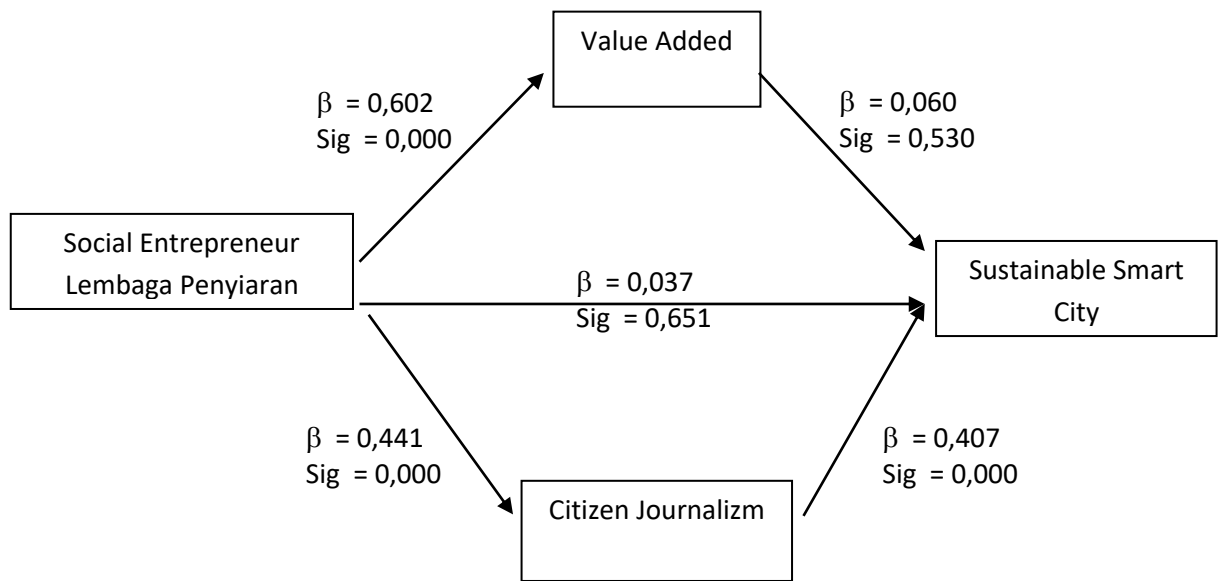 Value Added
β = 0,602
Sig = 0,000
β = 0,060
Sig = 0,530
Social Entrepreneur
Lembaga Penyiaran
β = 0,037
Sig = 0,651
Sustainable Smart
City
β = 0,441
Sig = 0,000
β = 0,407
Sig = 0,000
Citizen Journalizm